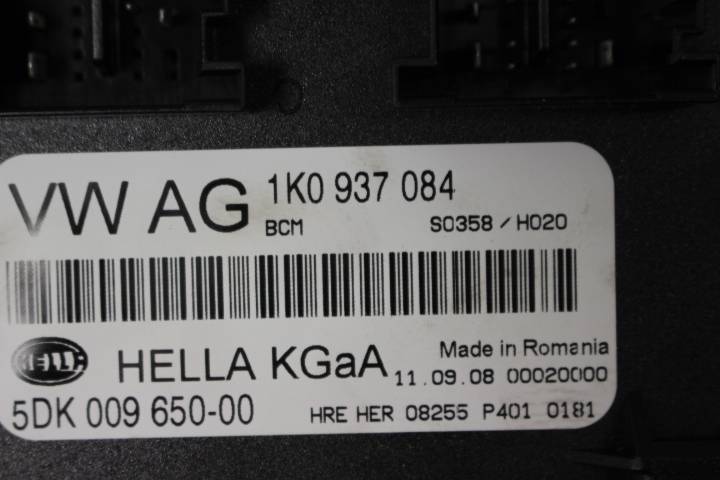 VW AG 1K0 937 084
BCM S0358 / H020
HELLA HELLA KGaA Made in Romania
11.09.08 00020000
5DK 009 650-00 HRE HER 08255 P401 0181